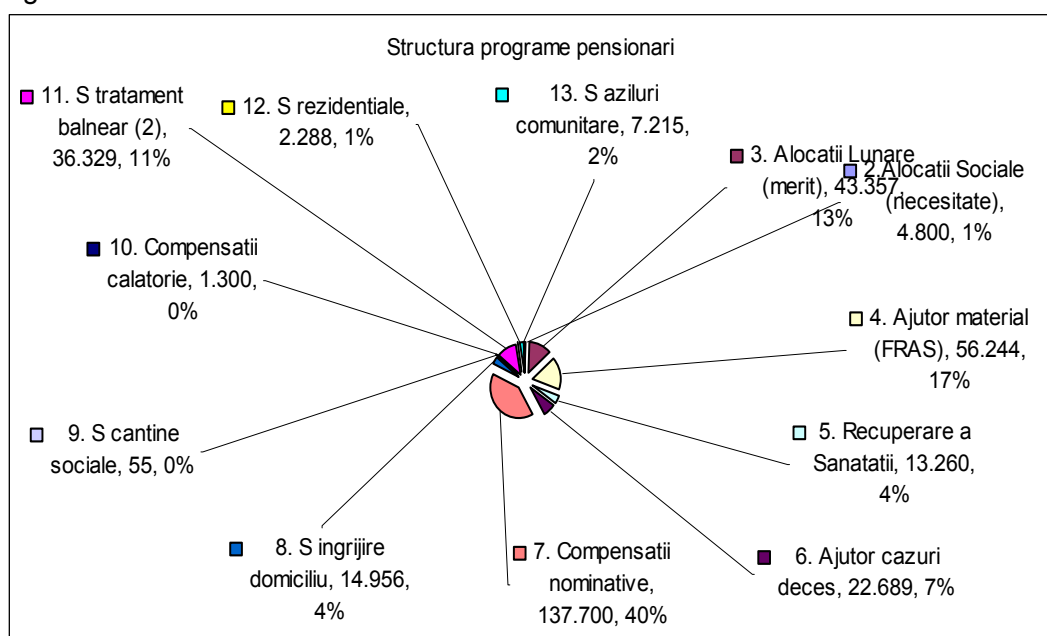 Structura programe pensionari
11. S tratament
balnear (2),
36.329, 11%
12. S rezidentiale,
2.288, 1%
13. S aziluri
comunitare, 7.215,
2%
3. Alocatii Lunare
(merit), 43.357,
13%
2.Alocatii Sociale
(necesitate),
4.800, 1%
10. Compensatii
calatorie, 1.300,
0%
4. Ajutor material
(FRAS), 56.244,
17%
9. S cantine
sociale, 55, 0%
5. Recuperare a
Sanatatii, 13.260,
4%
8. S ingrijire
domiciliu, 14.956,
4%
7. Compensatii
nominative,
137.700, 40%
6. Ajutor cazuri
deces, 22.689, 7%